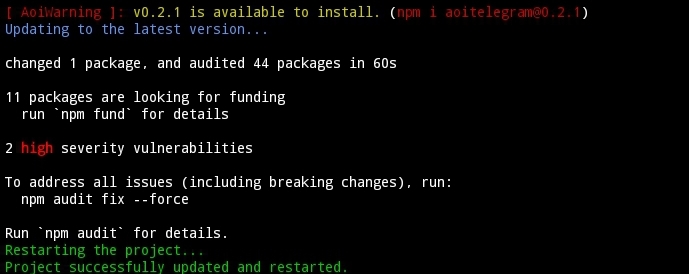 [ AoiWarning ]: v0.2.1 is available to install. (npm i aoitelegram@0.2.1)
Updating to the latest version...
changed 1 package, and audited 44 packages in 60s
11 packages are looking for funding
run `npm fund` for details
2 high severity vulnerabilities
To address all issues (including breaking changes), run:
npm audit fix --force
Run `npm audit` for details.
Restarting the project...
Project successfully updated and restarted.